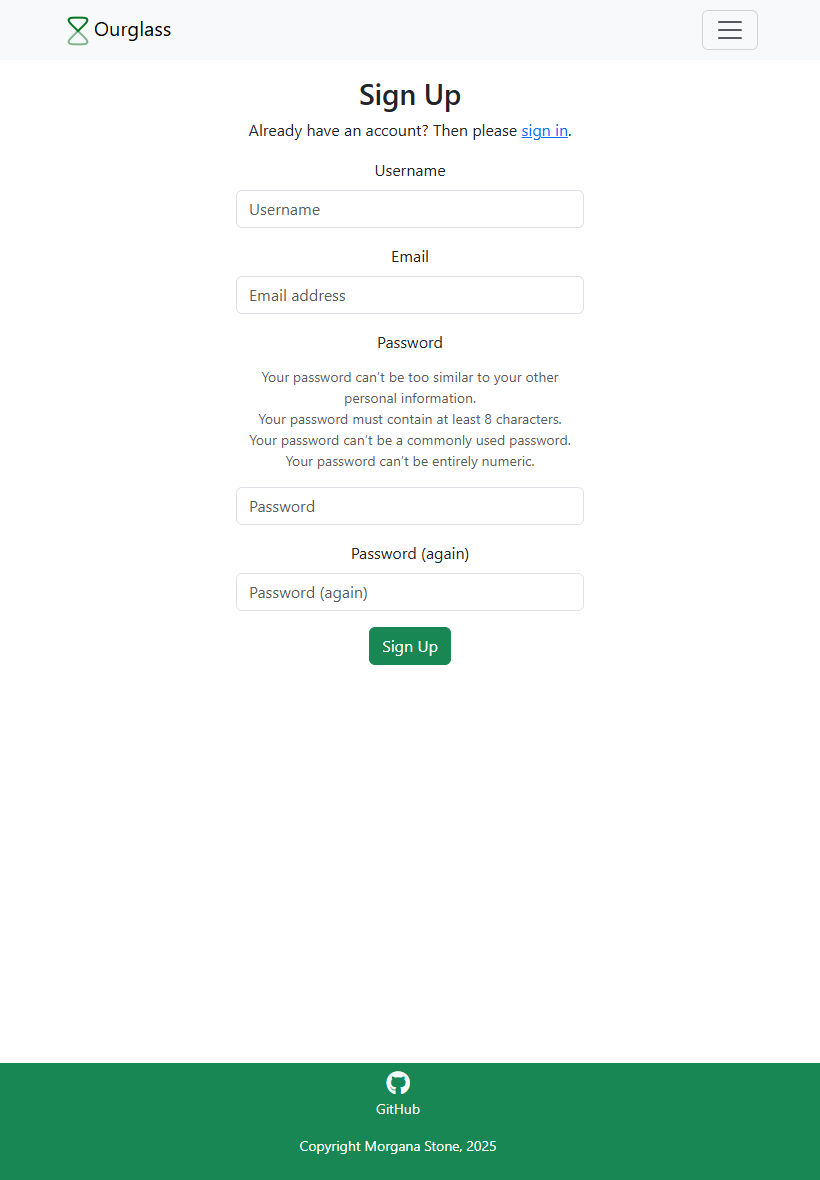 Ourglass
Sign Up
Already have an account? Then please sign in.
Username
Username
Email
Email address
Password
Your password can't be too similar to your other
personal information.
Your password must contain at least 8 characters.
Your password can't be a commonly used password.
Your password can't be entirely numeric.
Password
Password (again)
Password (again)
Sign Up
GitHub
Copyright Morgana Stone, 2025